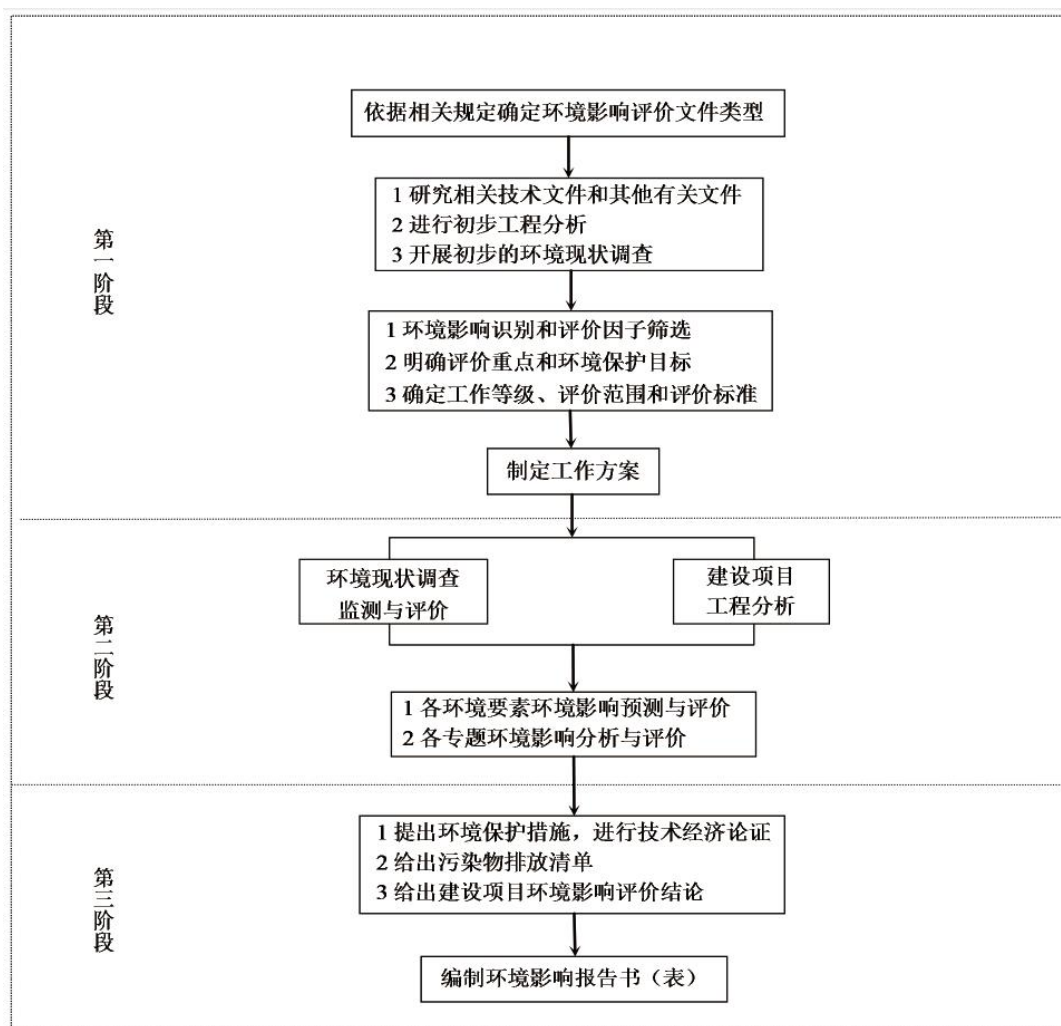 依据相关规定确定环境影响评价文件类型
1 研究相关技术文件和其他有关文件
2 进行初步工程分析
3 开展初步的环境现状调查
第一阶段
1 环境影响识别和评价因子筛选
2 明确评价重点和环境保护目标
3 确定工作等级、评价范围和评价标准
制定工作方案
环境现状调查
监测与评价
建设项目
工程分析
第二阶段
1 各环境要素环境影响预测与评价
2 各专题环境影响分析与评价
1 提出环境保护措施，进行技术经济论证
2 给出污染物排放清单
3 给出建设项目环境影响评价结论
第三阶段
编制环境影响报告书（表）